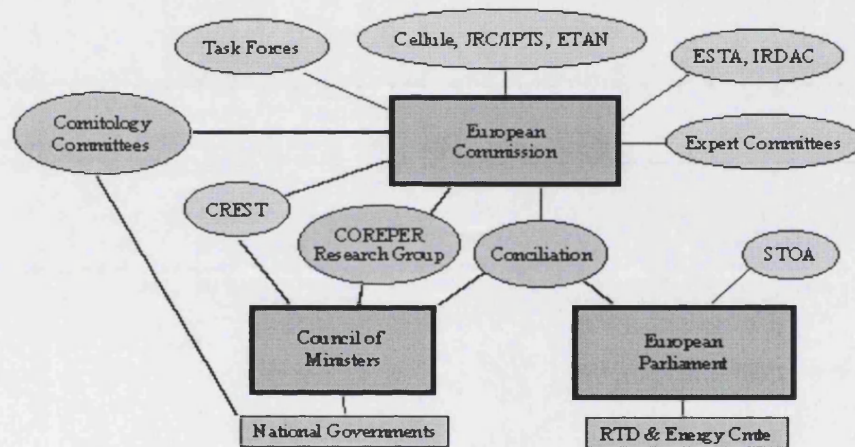 Task Forces
Cellule, JRC/IPTS, ETAN
ESTA, IRDAC
Comitology
Committees
European
Commission
Expert Committees
CREST
COREPER
Research Group
Conciliation
STOA
Council of
Ministers
European
Parliament
National Governments
RTD & Energy Cmte